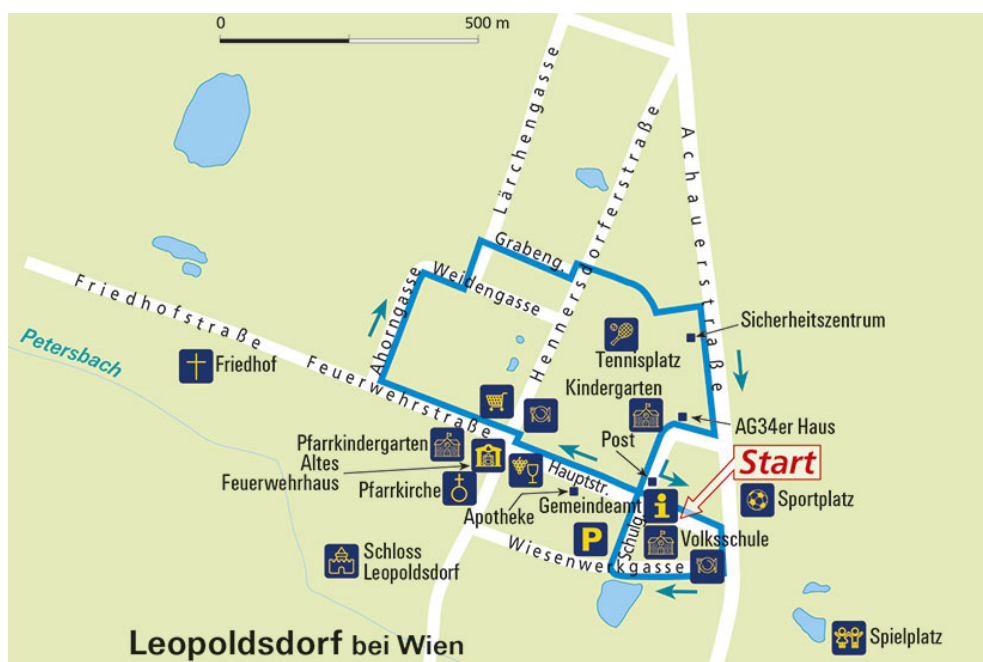 0 500 m
Lärchengasse
Achauerstraße
Hennersdorferstraße
Grabeng.
Weidengasse
Ahorngasse
Friedhofstraße
Petersbach
Friedhof
Feuerwehrstraße
Sicherheitszentrum
Tennisplatz
Kindergarten
AG34er Haus
Post
Start
Pfarrkindergarten
Altes
Feuerwehrhaus
Pfarrkirche
Hauptstr.
Apotheke
Gemeindeamt
i
Sportplatz
P
Schulg.
Volksschule
Wiesenwerkgasse
Schloss
Leopoldsdorf
Spielplatz
Leopoldsdorf bei Wien